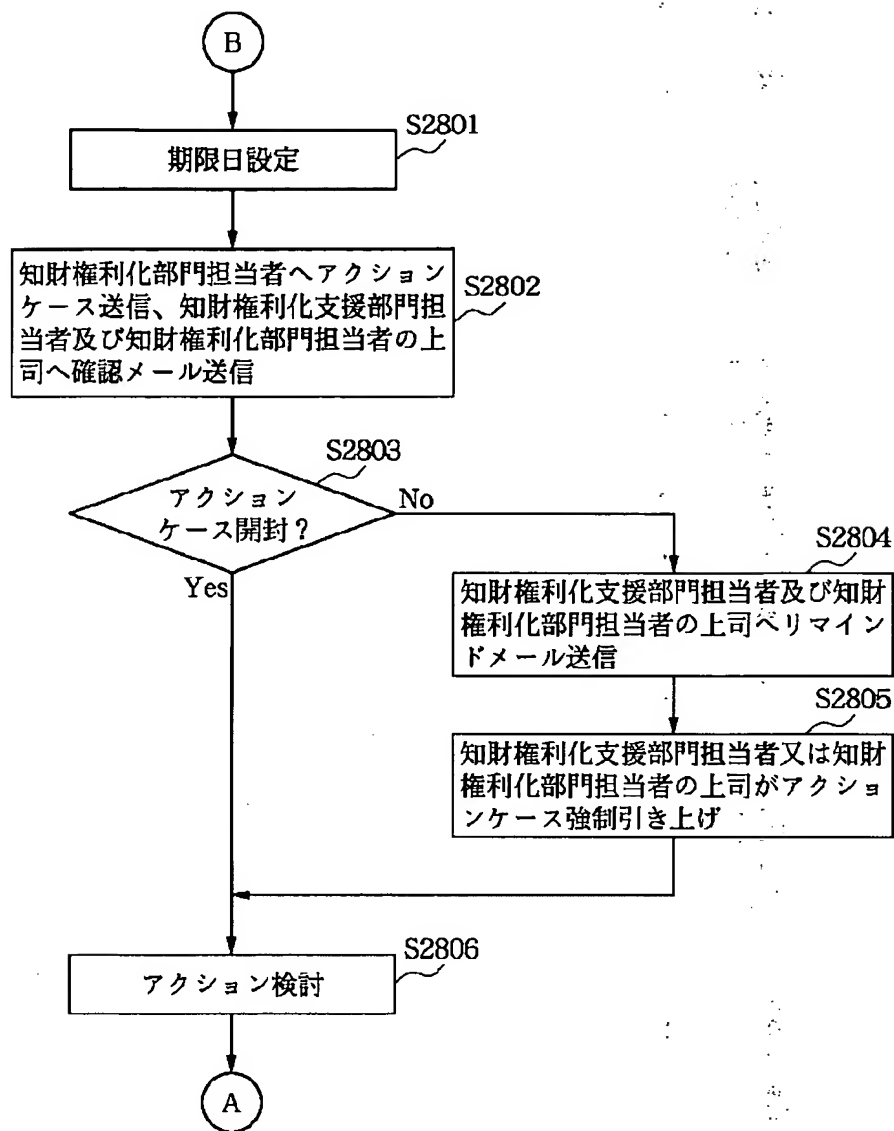 B
S2801
期限日設定
S2802
知財権利化部門担当者へアクション
ケース送信、知財権利化支援部門担
当者及び知財権利化部門担当者の上
司へ確認メール送信
S2803
アクション
ケース開封？
No
Yes
S2804
知財権利化支援部門担当者及び知財
権利化部門担当者の上司へリマイン
ドメール送信
S2805
知財権利化支援部門担当者又は知財
権利化部門担当者の上司がアクショ
ンケース強制引き上げ
S2806
アクション検討
A